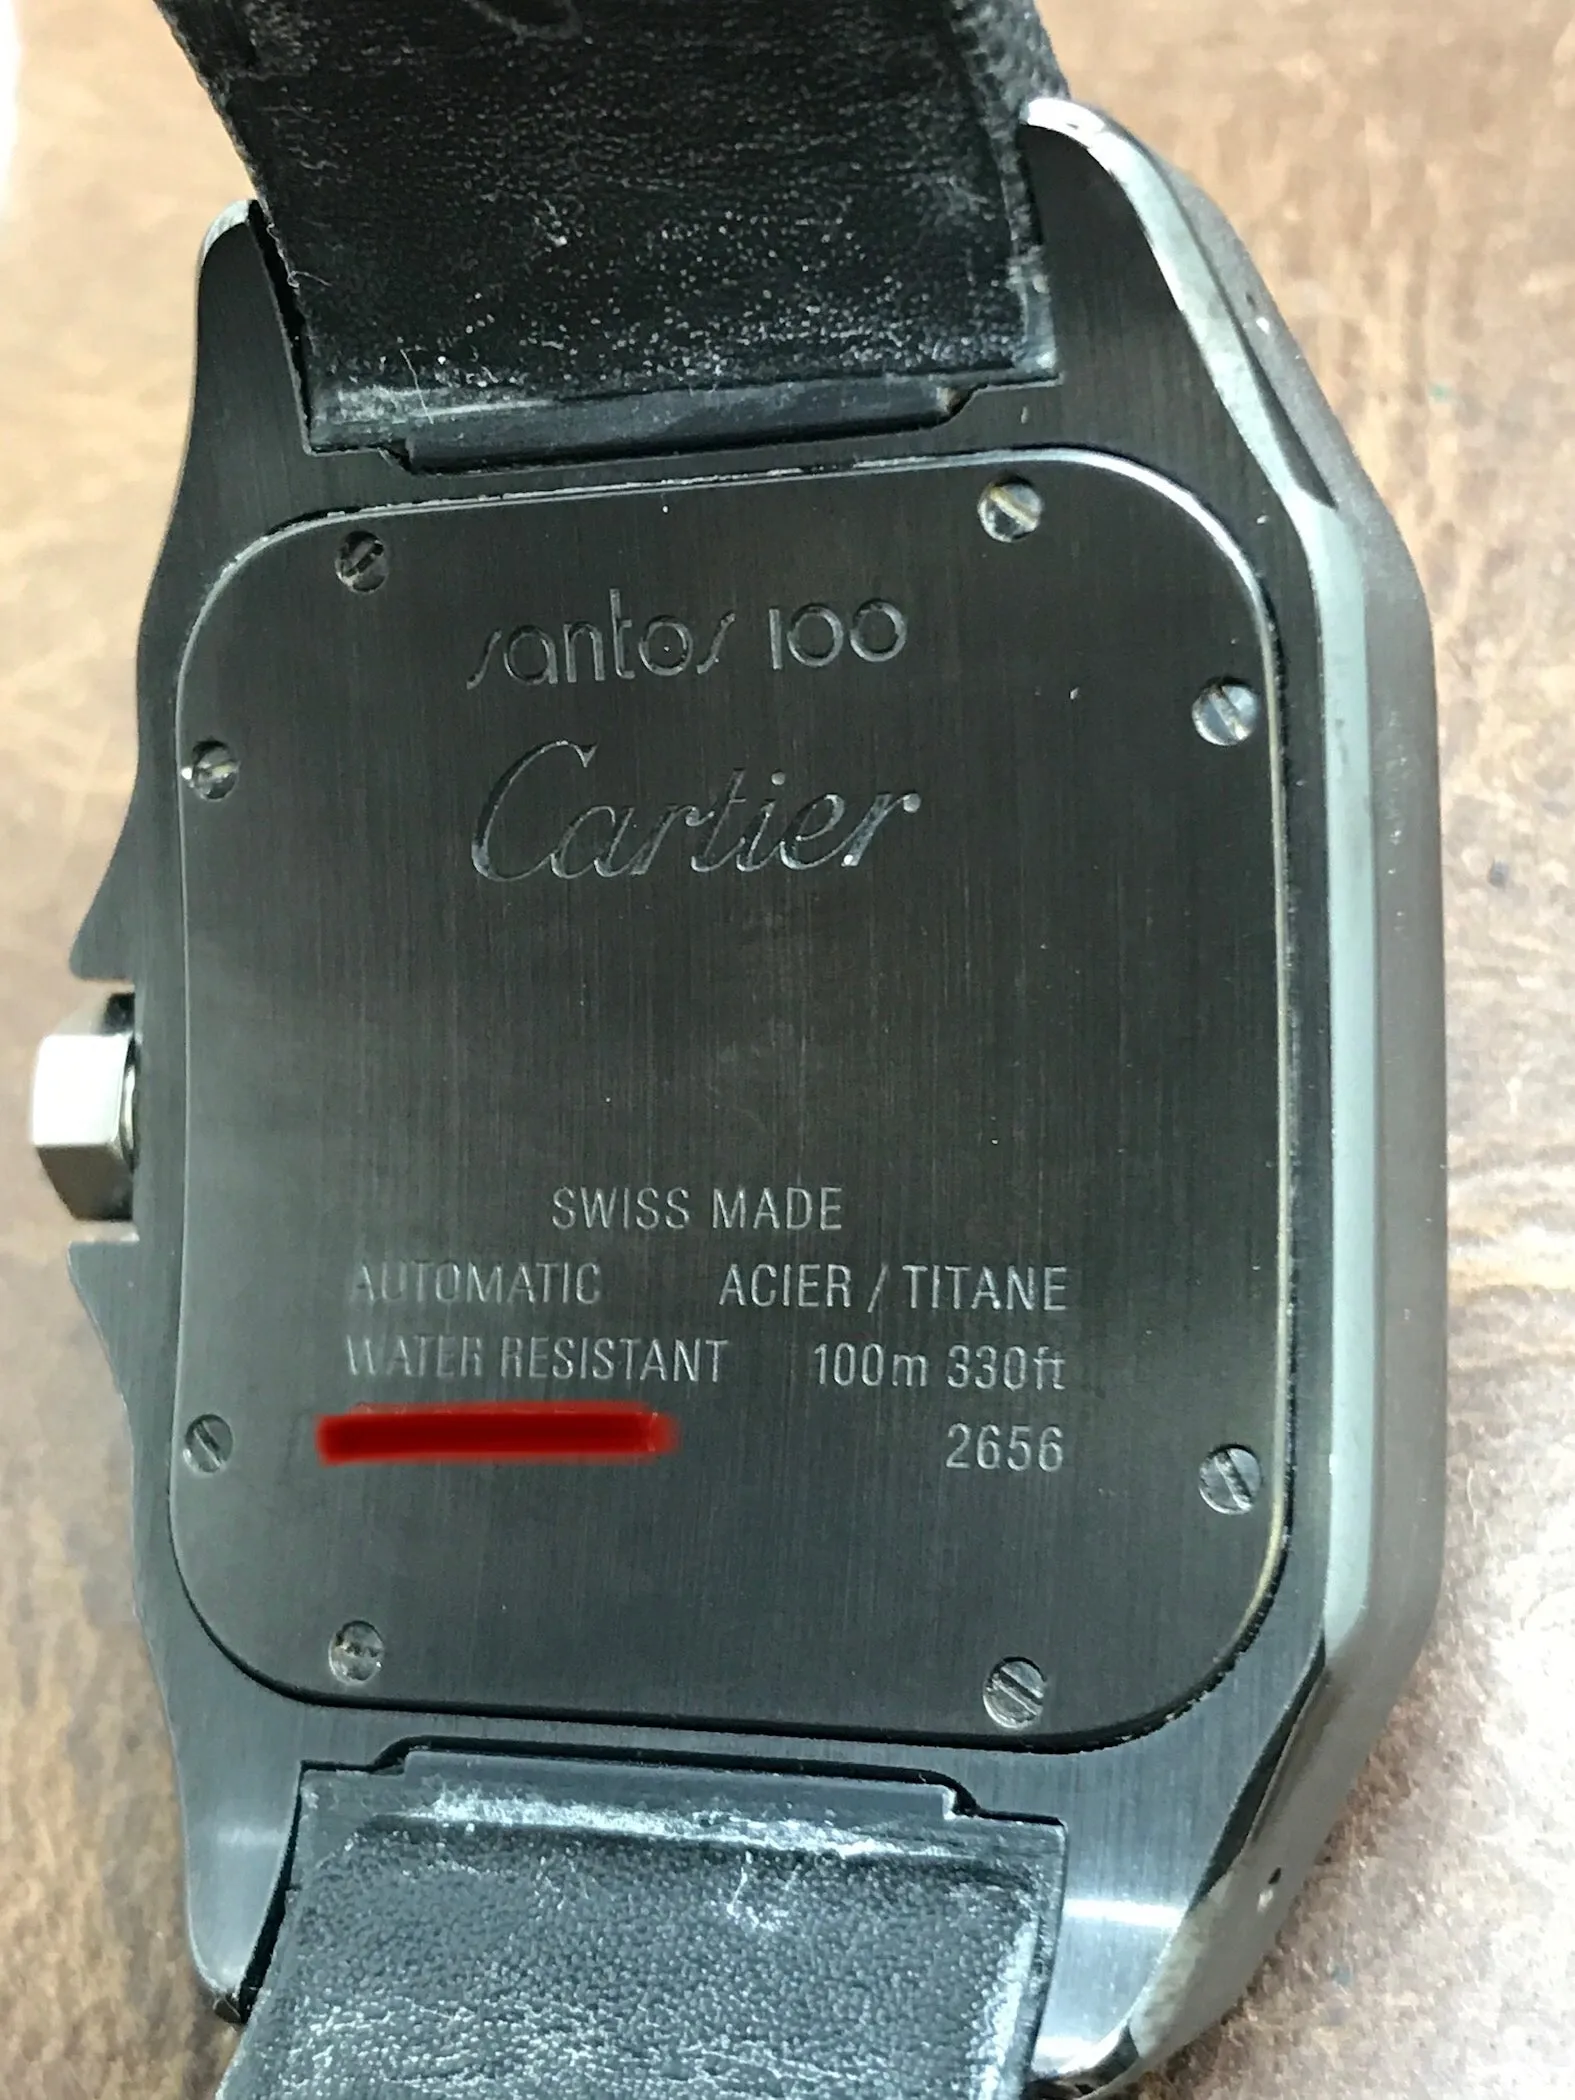 santos 100
Cartier
SWISS MADE
AUTOMATIC ACIER / TITANE
WATER RESISTANT 100m 330ft
2656